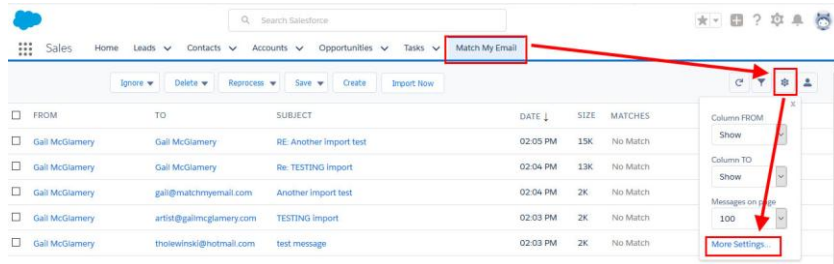 Search Salesforce
Sales Home Leads Contacts Accounts Opportunities Tasks Match My Email
Ignore Delete Reprocess Save Create Import Now
FROM TO SUBJECT DATE ↓ SIZE MATCHES
Gail McGlamery Gail McGlamery RE: Another import test 02:05 PM 15K No Match
Gail McGlamery Gail McGlamery Re: TESTING import 02:04 PM 13K No Match
Gail McGlamery gail@matchmyemail.com Another import test 02:04 PM 2K No Match
Gail McGlamery artist@gailmcglamery.com TESTING import 02:03 PM 2K No Match
Gail McGlamery tholewinski@hotmail.com test message 02:03 PM 2K No Match
x
Column FROM
Show
Column TO
Show
Messages on page
100
More Settings...